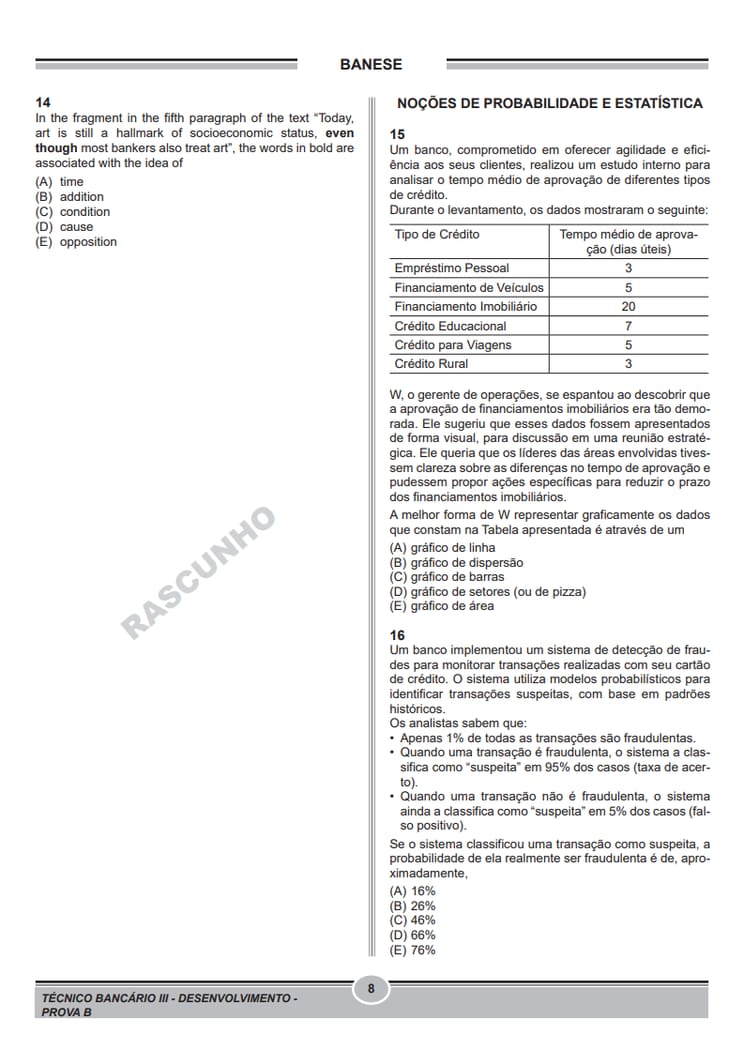 BANESE
14
In the fragment in the fifth paragraph of the text “Today,
art is still a hallmark of socioeconomic status, even
though most bankers also treat art”, the words in bold are
associated with the idea of
(A) time
(B) addition
(C) condition
(D) cause
(E) opposition
RASCUNHO
NOÇÕES DE PROBABILIDADE E ESTATÍSTICA
15
Um banco, comprometido em oferecer agilidade e efici-
ência aos seus clientes, realizou um estudo interno para
analisar o tempo médio de aprovação de diferentes tipos
de crédito.
Durante o levantamento, os dados mostraram o seguinte:
Tipo de Crédito Tempo médio de aprova-
ção (dias úteis)
Empréstimo Pessoal 3
Financiamento de Veículos 5
Financiamento Imobiliário 20
Crédito Educacional 7
Crédito para Viagens 5
Crédito Rural 3
W, o gerente de operações, se espantou ao descobrir que
a aprovação de financiamentos imobiliários era tão demo-
rada. Ele sugeriu que esses dados fossem apresentados
de forma visual, para discussão em uma reunião estraté-
gica. Ele queria que os líderes das áreas envolvidas tives-
sem clareza sobre as diferenças no tempo de aprovação e
pudessem propor ações específicas para reduzir o prazo
dos financiamentos imobiliários.
A melhor forma de W representar graficamente os dados
que constam na Tabela apresentada é através de um
(A) gráfico de linha
(B) gráfico de dispersão
(C) gráfico de barras
(D) gráfico de setores (ou de pizza)
(E) gráfico de área
16
Um banco implementou um sistema de detecção de frau-
des para monitorar transações realizadas com seu cartão
de crédito. O sistema utiliza modelos probabilísticos para
identificar transações suspeitas, com base em padrões
históricos.
Os analistas sabem que:
• Apenas 1% de todas as transações são fraudulentas.
• Quando uma transação é fraudulenta, o sistema a clas-
sifica como “suspeita” em 95% dos casos (taxa de acer-
to).
• Quando uma transação não é fraudulenta, o sistema
ainda a classifica como “suspeita” em 5% dos casos (fal-
so positivo).
Se o sistema classificou uma transação como suspeita, a
probabilidade de ela realmente ser fraudulenta é de, apro-
ximadamente,
(A) 16%
(B) 26%
(C) 46%
(D) 66%
(E) 76%
TÉCNICO BANCÁRIO III - DESENVOLVIMENTO -
PROVA B
8